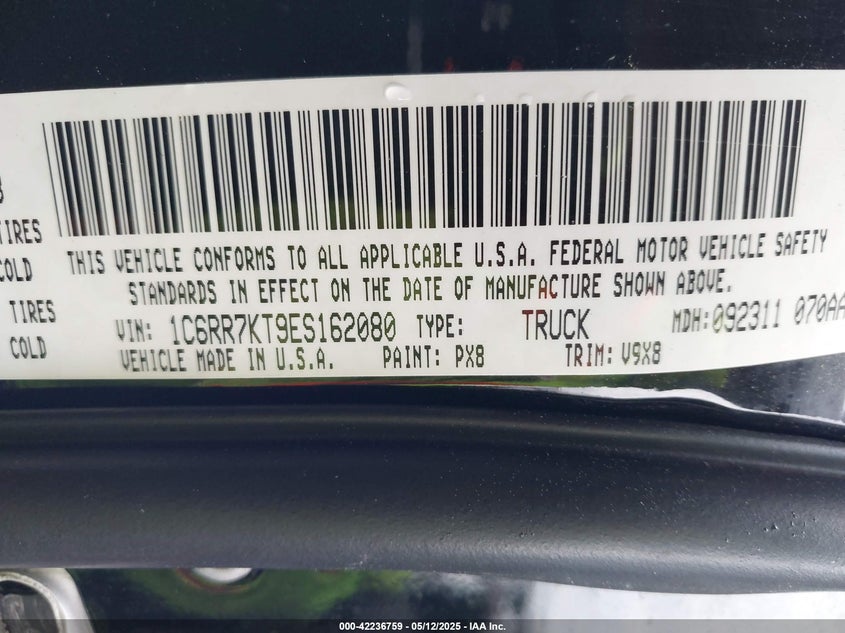 TIRES
COLD
TIRES
COLD
THIS VEHICLE CONFORMS TO ALL APPLICABLE U.S.A. FEDERAL MOTOR VEHICLE SAFETY
STANDARDS IN EFFECT ON THE DATE OF MANUFACTURE SHOWN ABOVE.
VIN: 1C6RR7KT9ES162080 TYPE: TRUCK MDH:092311 070AA
VEHICLE MADE IN U.S.A. PAINT: PX8 TRIM: V9X8
000-42236759 — 05/12/2025 — IAA Inc.